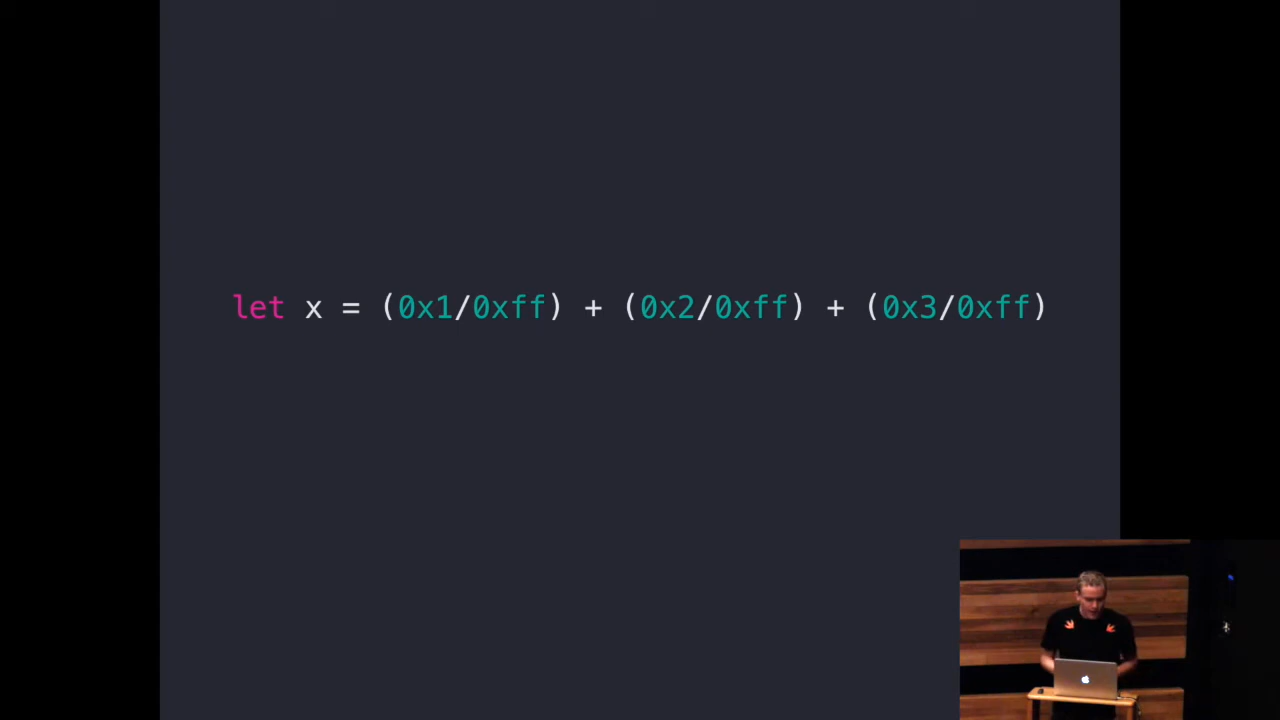 let x = (0x1/0xff) + (0x2/0xff) + (0x3/0xff)